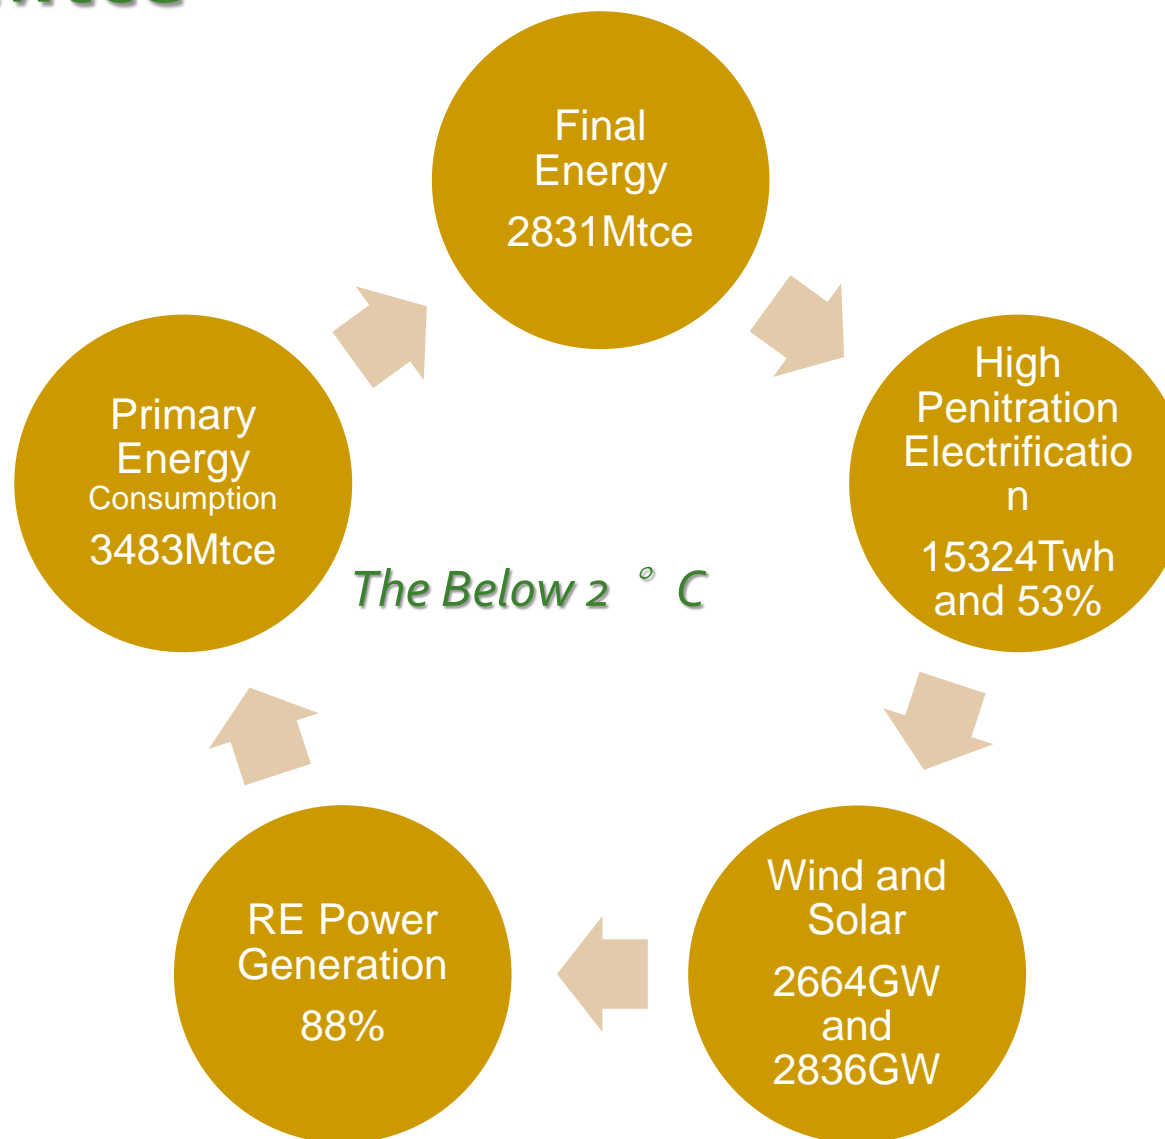 Final
Energy
2831Mtce
High
Penitration
Electrificatio
n
15324Twh
and 53%
Primary
Energy
Consumption
3483Mtce
The Below 2 ° C
Wind and
Solar
2664GW
and
2836GW
RE Power
Generation
88%